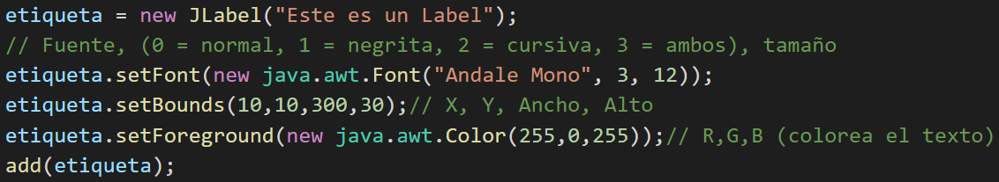 etiqueta = new JLabel("Este es un Label");
// Fuente, (0 = normal, 1 = negrita, 2 = cursiva, 3 = ambos), tamaño
etiqueta.setFont(new java.awt.Font("Andale Mono", 3, 12));
etiqueta.setBounds(10,10,300,30);// X, Y, Ancho, Alto
etiqueta.setForeground(new java.awt.Color(255,0,255));// R,G,B (colorea el texto)
add(etiqueta);